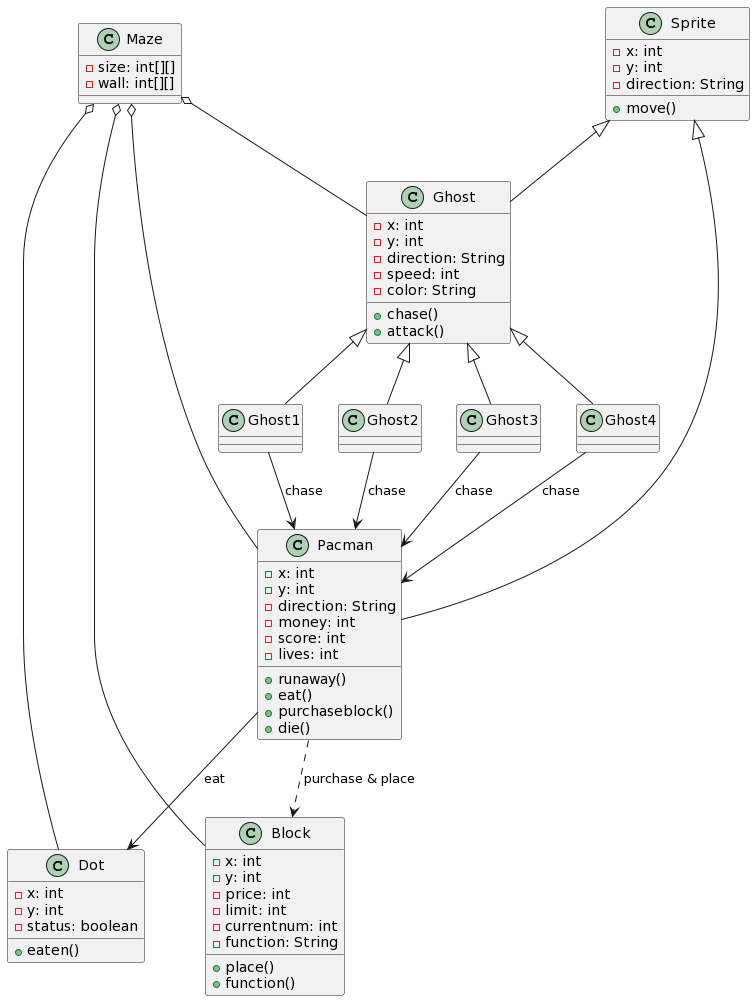 C Maze
size: int[][]
wall: int[][]
C Sprite
x: int
y: int
direction: String
move()
C Ghost
x: int
y: int
direction: String
speed: int
color: String
chase()
attack()
C Ghost1
C Ghost2
C Ghost3
C Ghost4
chase
chase
chase
chase
C Pacman
x: int
y: int
direction: String
money: int
score: int
lives: int
runaway()
eat()
purchaseblock()
die()
eat
purchase & place
C Dot
x: int
y: int
status: boolean
eaten()
C Block
x: int
y: int
price: int
limit: int
currentnum: int
function: String
place()
function()